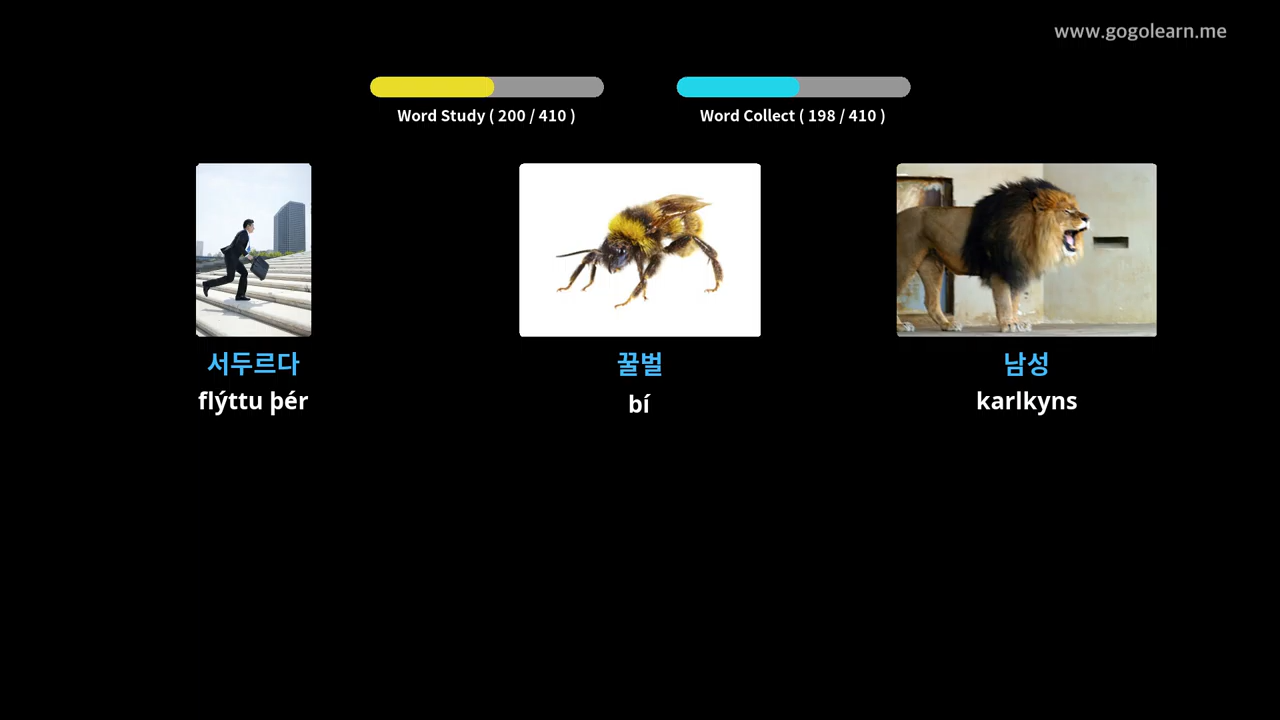 www.gogolearn.me
Word Study ( 200 / 410 )
Word Collect ( 198 / 410 )
서두르다
flýttu þér
꿀벌
bí
남성
karlkyns